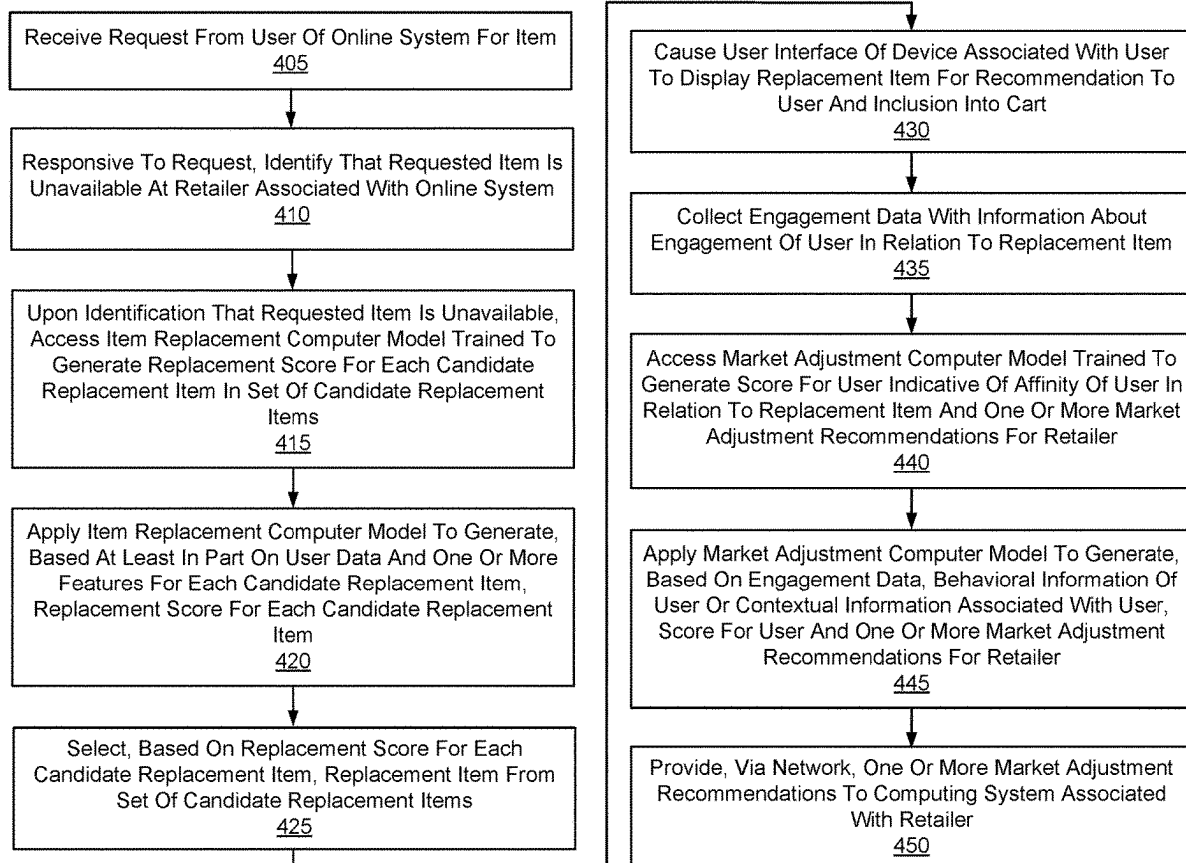 Receive Request From User Of Online System For Item
405
Responsive To Request, Identify That Requested Item Is
Unavailable At Retailer Associated With Online System
410
Upon Identification That Requested Item Is Unavailable,
Access Item Replacement Computer Model Trained To
Generate Replacement Score For Each Candidate
Replacement Item In Set Of Candidate Replacement
Items
415
Apply Item Replacement Computer Model To Generate,
Based At Least In Part On User Data And One Or More
Features For Each Candidate Replacement Item,
Replacement Score For Each Candidate Replacement
Item
420
Select, Based On Replacement Score For Each
Candidate Replacement Item, Replacement Item From
Set Of Candidate Replacement Items
425
Cause User Interface Of Device Associated With User
To Display Replacement Item For Recommendation To
User And Inclusion Into Cart
430
Collect Engagement Data With Information About
Engagement Of User In Relation To Replacement Item
435
Access Market Adjustment Computer Model Trained To
Generate Score For User Indicative Of Affinity Of User In
Relation To Replacement Item And One Or More Market
Adjustment Recommendations For Retailer
440
Apply Market Adjustment Computer Model To Generate,
Based On Engagement Data, Behavioral Information Of
User Or Contextual Information Associated With User,
Score For User And One Or More Market Adjustment
Recommendations For Retailer
445
Provide, Via Network, One Or More Market Adjustment
Recommendations To Computing System Associated
With Retailer
450